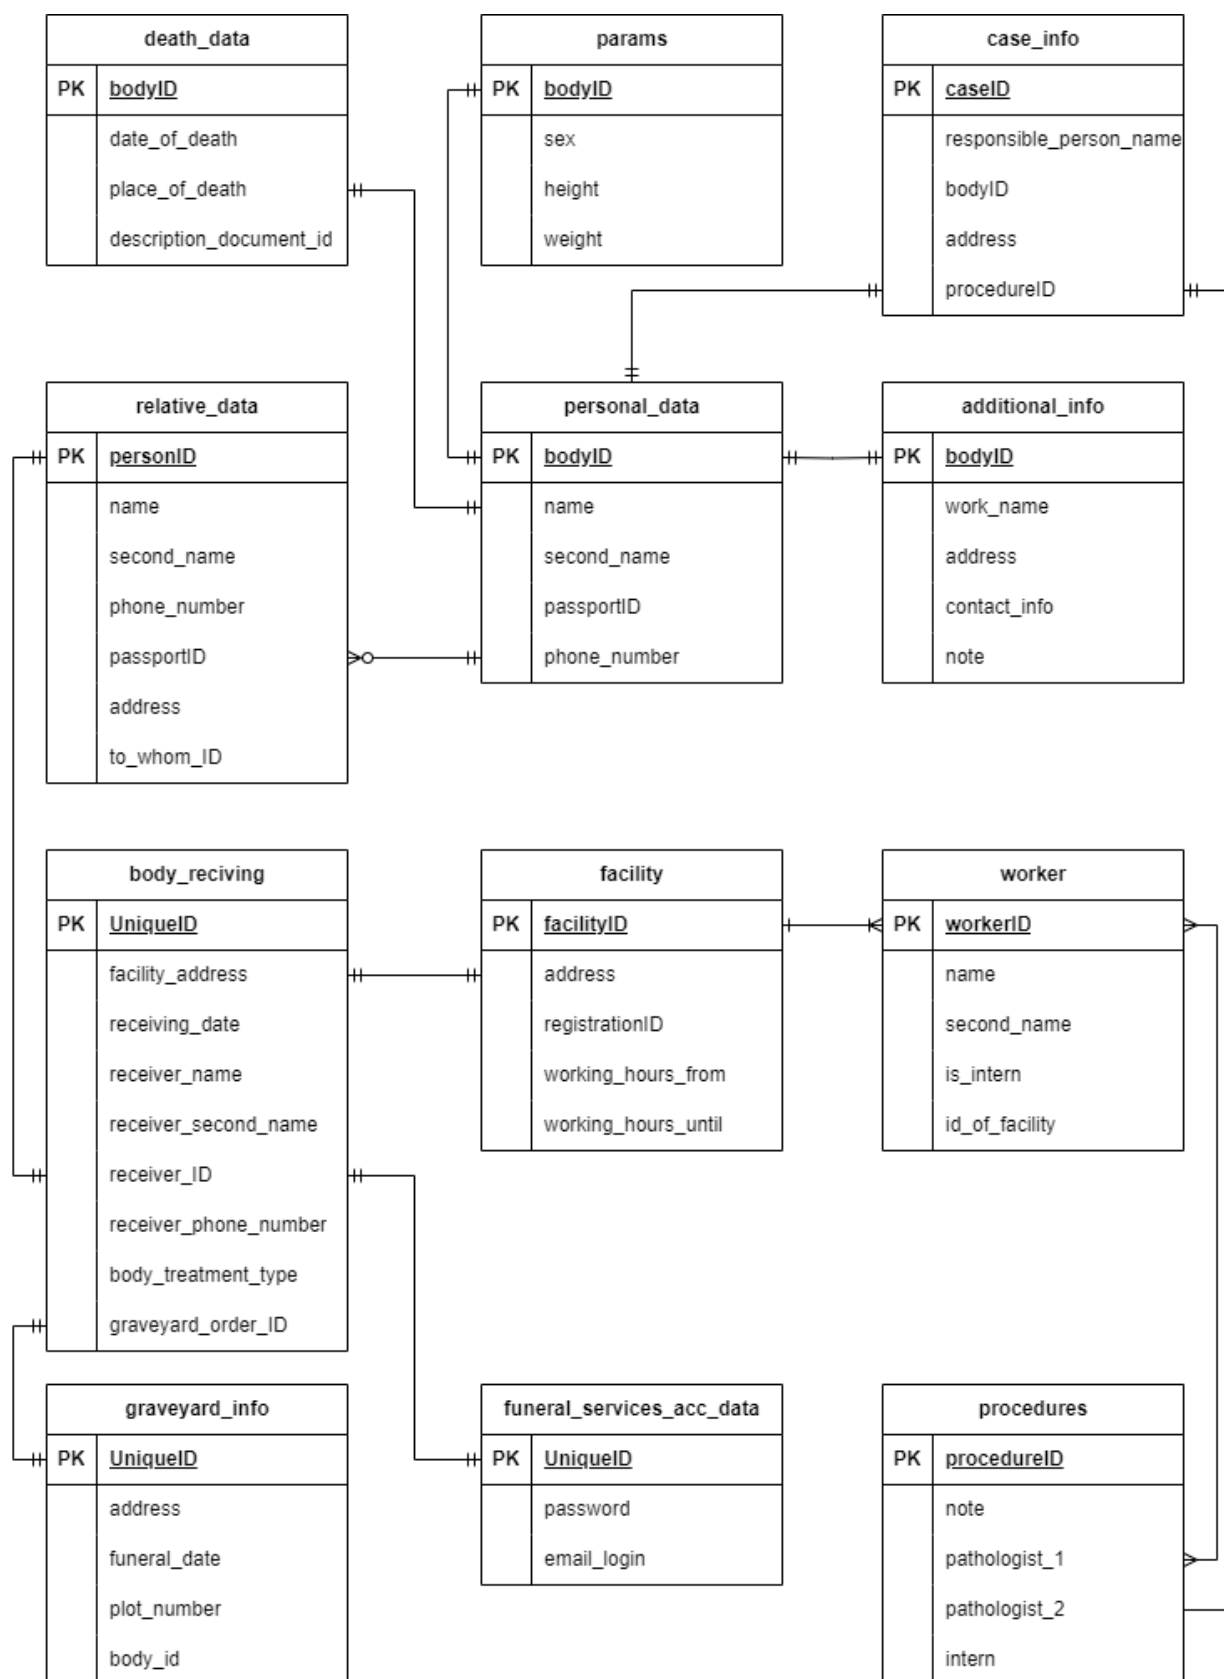 death_data
PK bodyID
date_of_death
place_of_death
description_document_id
params
PK bodyID
sex
height
weight
case_info
PK caseID
responsible_person_name
bodyID
address
procedureID
relative_data
PK personID
name
second_name
phone_number
passportID
address
to_whom_ID
personal_data
PK bodyID
name
second_name
passportID
phone_number
additional_info
PK bodyID
work_name
address
contact_info
note
body_reciving
PK UniqueID
facility_address
receiving_date
receiver_name
receiver_second_name
receiver_ID
receiver_phone_number
body_treatment_type
graveyard_order_ID
facility
PK facilityID
address
registrationID
working_hours_from
working_hours_until
worker
PK workerID
name
second_name
is_intern
id_of_facility
graveyard_info
PK UniqueID
address
funeral_date
plot_number
body_id
funeral_services_acc_data
PK UniqueID
password
email_login
procedures
PK procedureID
note
pathologist_1
pathologist_2
intern